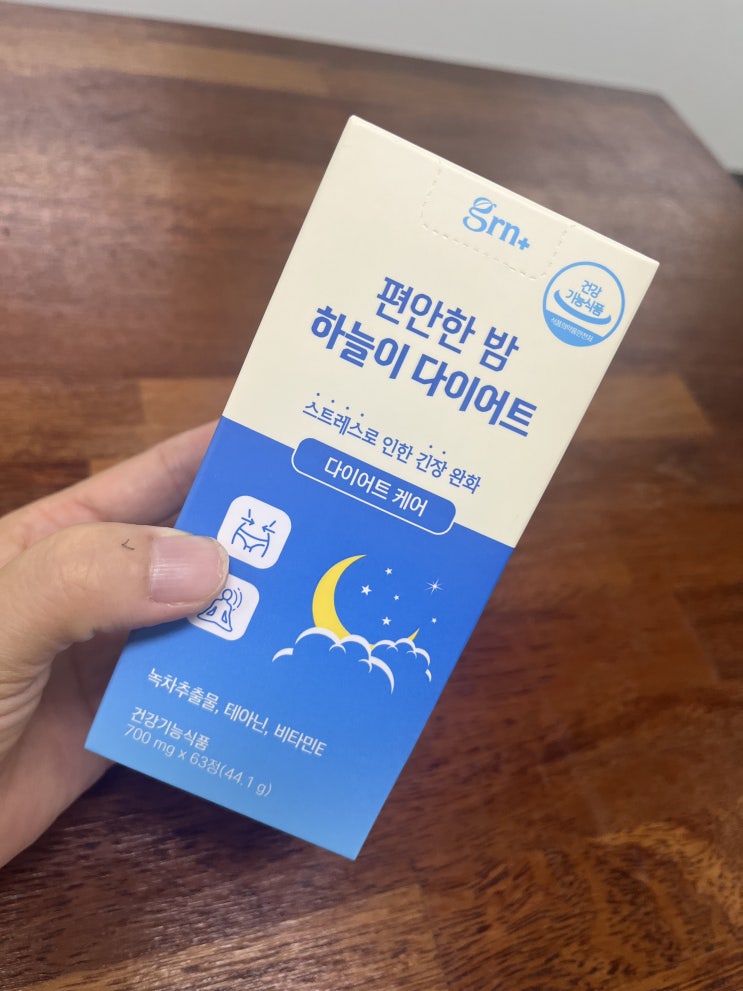 grn+
건강
기능식품
식품의약품안전처
편안한 밤
하늘이 다이어트
스트레스로 인한 긴장 완화
다이어트 케어
녹차추출물, 테아닌, 비타민E
건강기능식품
700 mg x 63정(44.1 g)